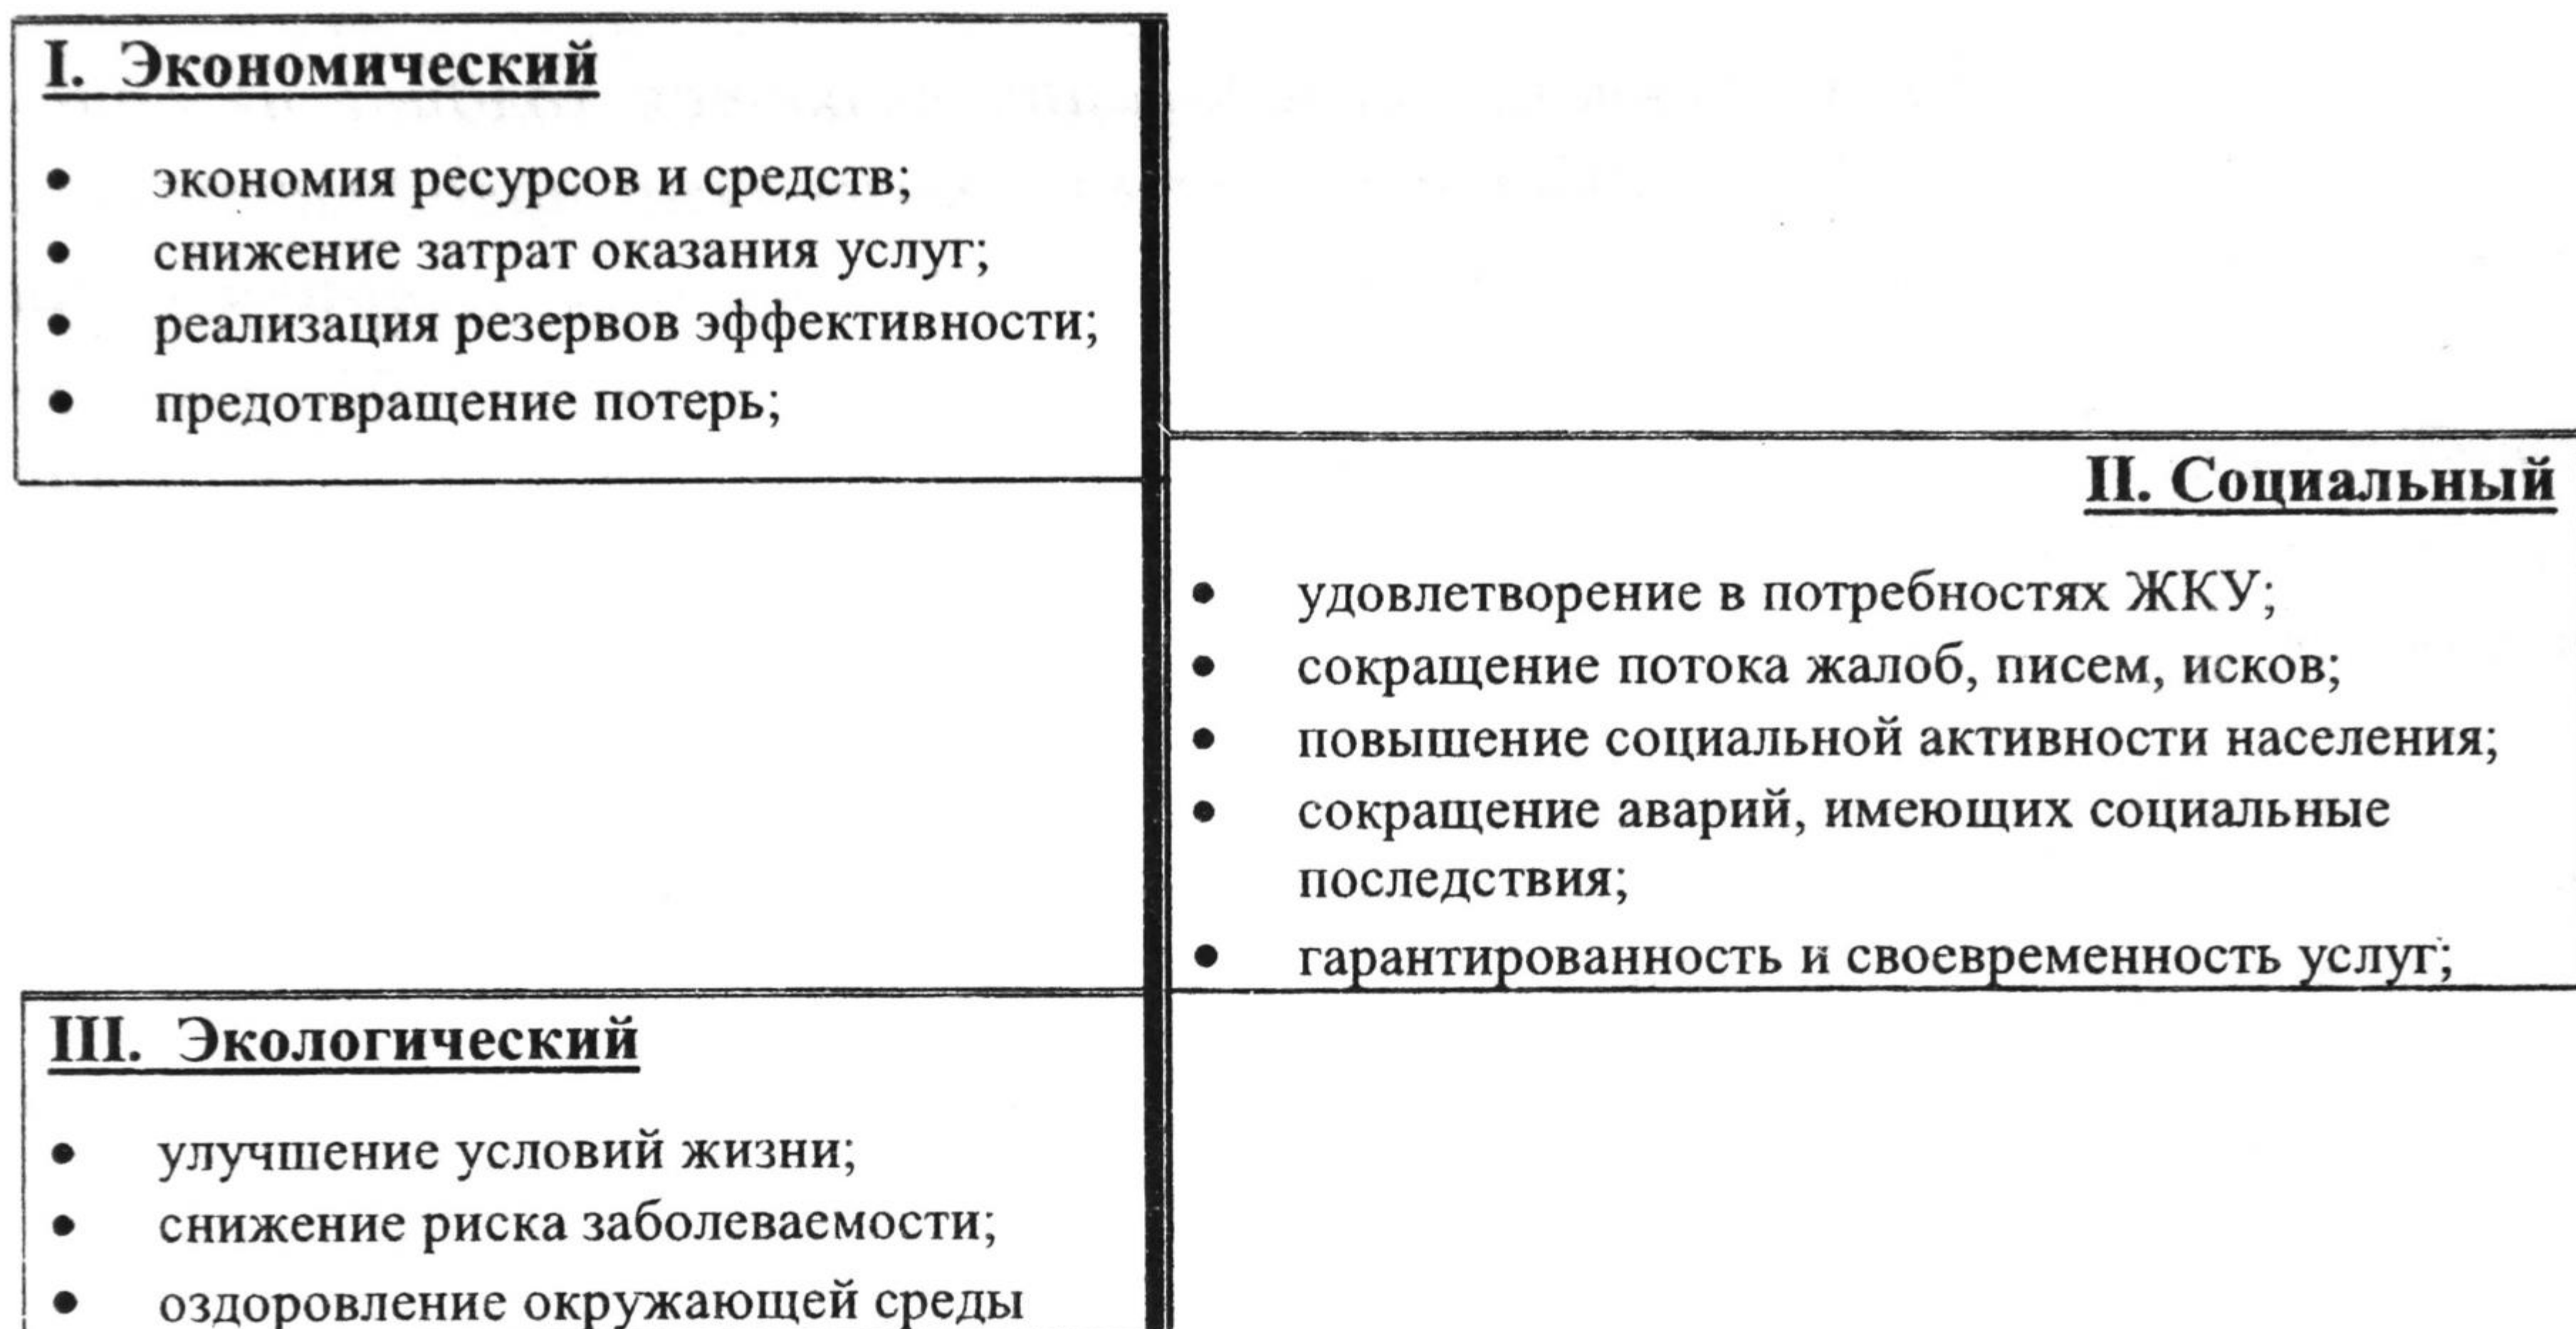 I. Экономический
• экономия ресурсов и средств;
• снижение затрат оказания услуг;
• реализация резервов эффективности;
• предотвращение потерь;
II. Социальный
• удовлетворение в потребностях ЖКУ;
• сокращение потока жалоб, писем, исков;
• повышение социальной активности населения;
• сокращение аварий, имеющих социальные
последствия;
• гарантированность и своевременность услуг;
III. Экологический
• улучшение условий жизни;
• снижение риска заболеваемости;
• оздоровление окружающей среды